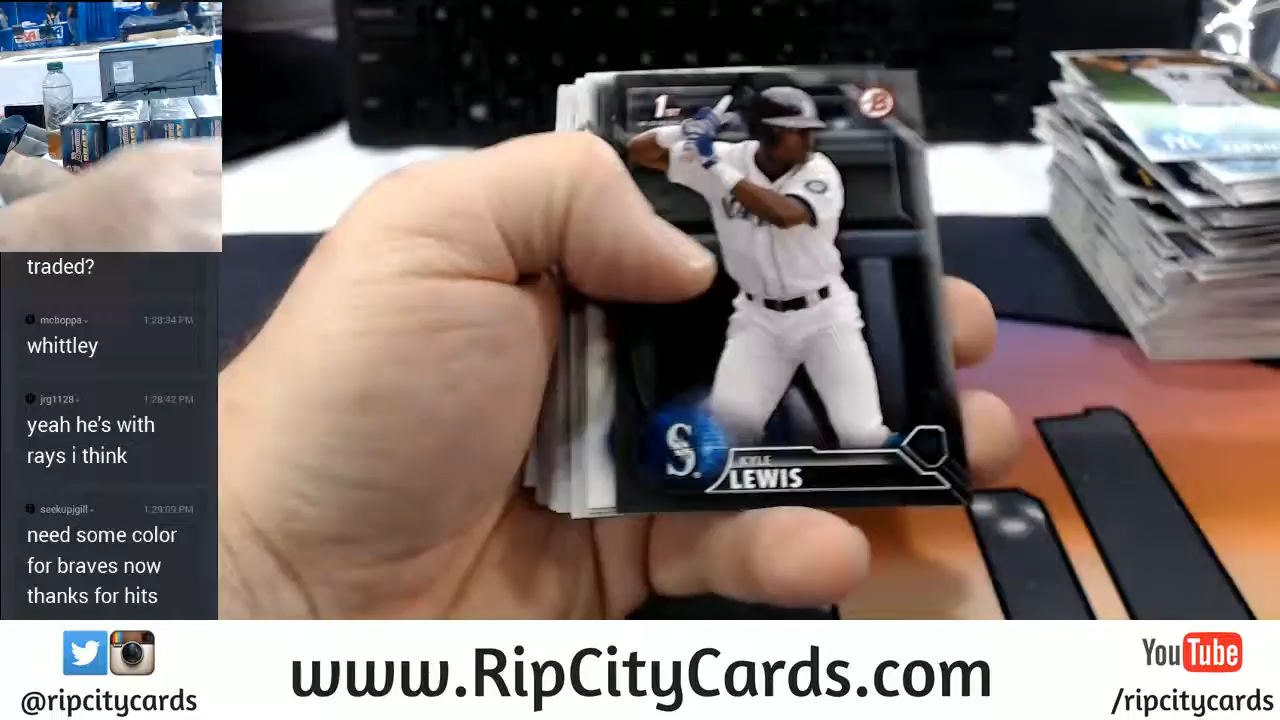 traded?
mcboppa
1:28:34 PM
whittley
jrg1128
1:28:42 PM
yeah he's with
rays i think
seekupjgill
1:29:09 PM
need some color
for braves now
thanks for hits
1st
B
S
KYLE
LEWIS
@ripcitycards
www.RipCityCards.com
YouTube
/ripcitycards